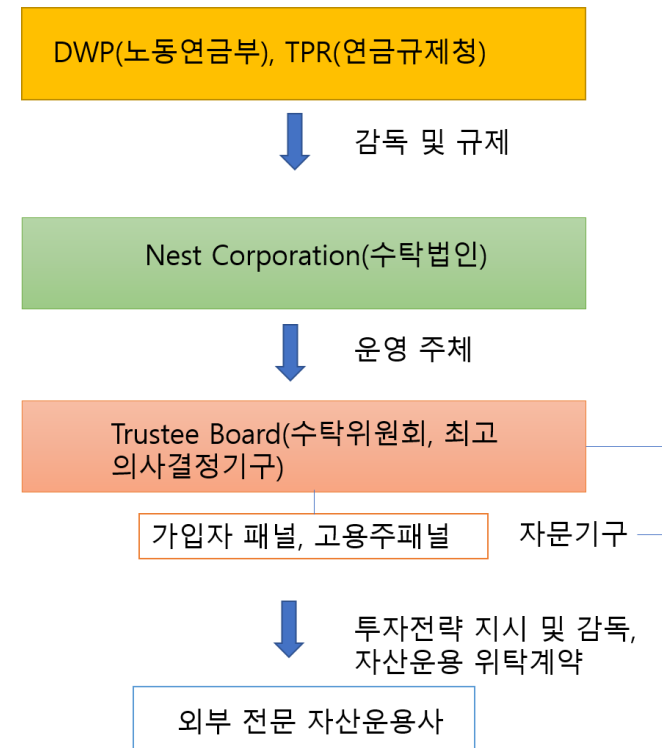 DWP(노동연금부), TPR(연금규제청)
감독 및 규제
Nest Corporation(수탁법인)
운영 주체
Trustee Board(수탁위원회, 최고
의사결정기구)
가입자 패널, 고용주패널
자문기구
투자전략 지시 및 감독,
자산운용 위탁계약
외부 전문 자산운용사